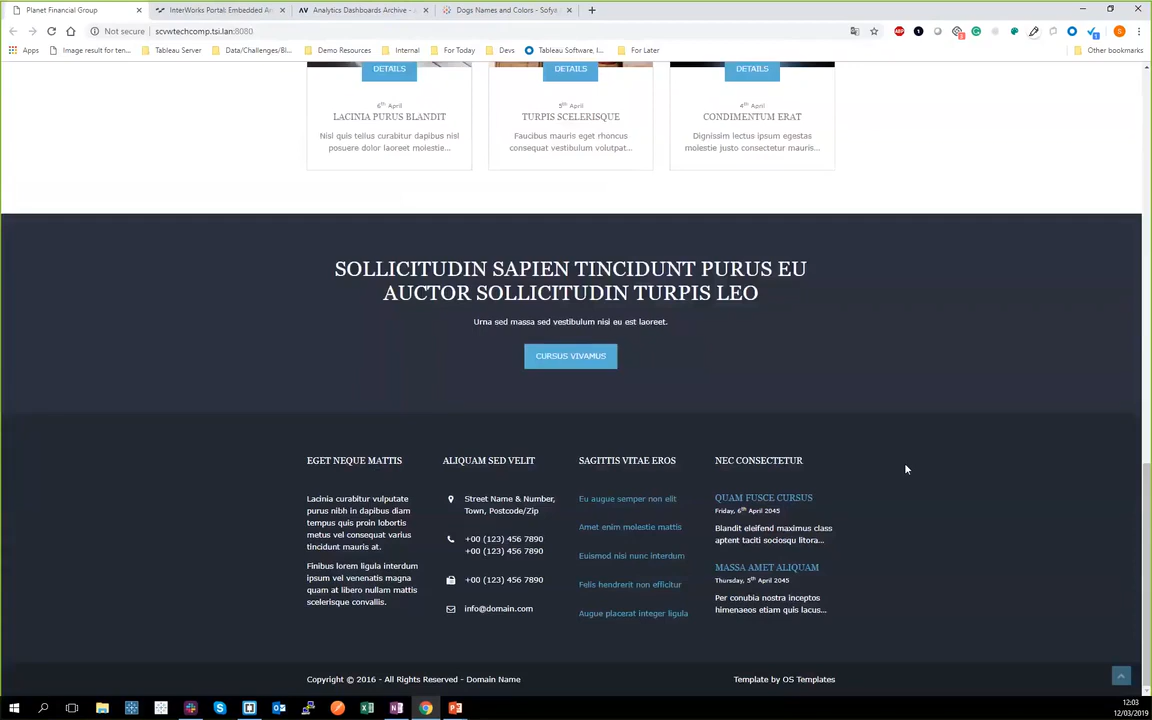 Planet Financial Group
InterWorks Portal: Embedded An
Analytics Dashboards Archive - A
Dogs Names and Colors - Sofya
Not secure | scvwtechcomp.tsi.lan:8080
Apps
Image result for ten...
Tableau Server
Data/Challenges/Bl...
Demo Resources
Internal
For Today
Devs
Tableau Software, I...
For Later
Other bookmarks
DETAILS
DETAILS
DETAILS
6th April
LACINIA PURUS BLANDIT
Nisl quis tellus curabitur dapibus nisl
posuere dolor laoreet molestie...
5th April
TURPIS SCELERISQUE
Faucibus mauris eget rhoncus
consequat vestibulum volutpat...
4th April
CONDIMENTUM ERAT
Dignissim lectus ipsum egestas
molestie justo consectetur mauris...
SOLLICITUDIN SAPIEN TINCIDUNT PURUS EU
AUCTOR SOLLICITUDIN TURPIS LEO
Urna sed massa sed vestibulum nisi eu est laoreet.
CURSUS VIVAMUS
EGET NEQUE MATTIS
Lacinia curabitur vulputate
purus nibh in dapibus diam
tempus quis proin lobortis
metus vel consequat varius
tincidunt mauris at.
Finibus lorem ligula interdum
ipsum vel venenatis magna
quam at libero nullam mattis
scelerisque convallis.
ALIQUAM SED VELIT
Street Name & Number,
Town, Postcode/Zip
+00 (123) 456 7890
+00 (123) 456 7890
+00 (123) 456 7890
info@domain.com
SAGITTIS VITAE EROS
Eu augue semper non elit
Amet enim molestie mattis
Euismod nisi nunc interdum
Felis hendrerit non efficitur
Augue placerat integer ligula
NEC CONSECTETUR
QUAM FUSCE CURSUS
Friday, 6th April 2045
Blandit eleifend maximus class
aptent taciti sociosqu litora...
MASSA AMET ALIQUAM
Thursday, 5th April 2045
Per conubia nostra inceptos
himenaeos etiam quis lacus...
Copyright © 2016 - All Rights Reserved - Domain Name
Template by OS Templates
12:03
12/03/2019